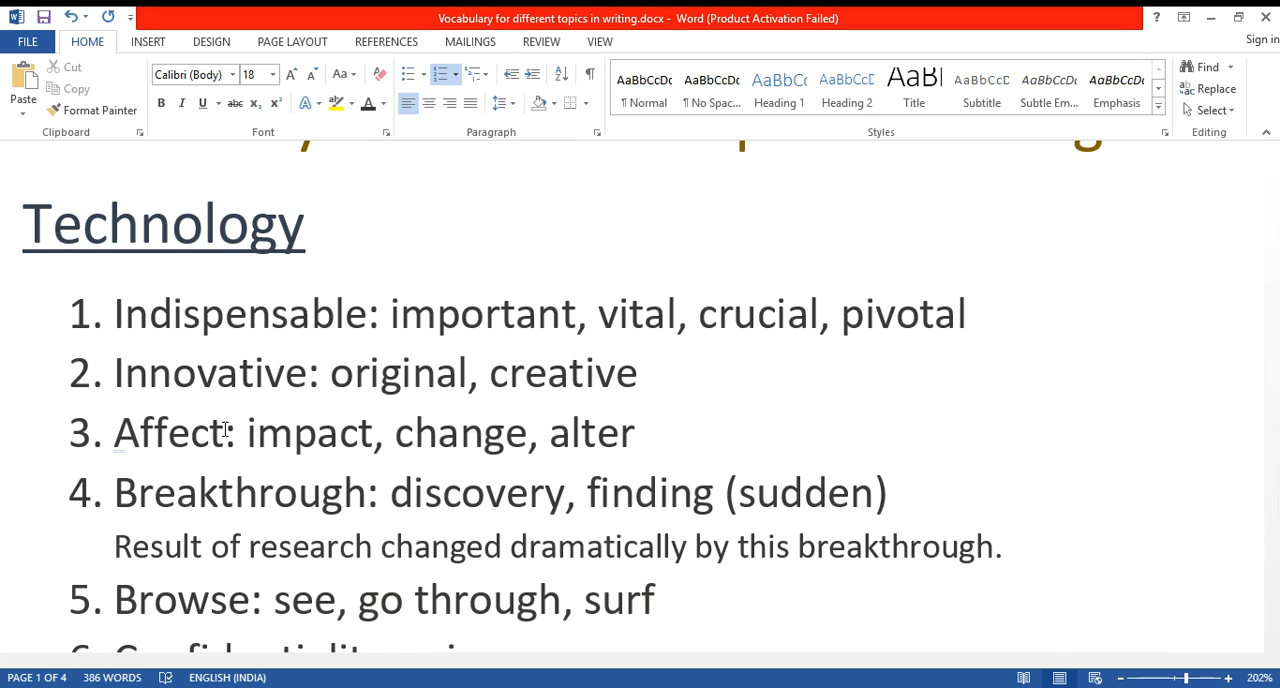 Vocabulary for different topics in writing.docx - Word (Product Activation Failed)
FILE HOME INSERT DESIGN PAGE LAYOUT REFERENCES MAILINGS REVIEW VIEW Sign in
Paste
Cut
Copy
Format Painter
Clipboard
Calibri (Body) 18
Font
Paragraph
AaBbCcDc AaBbCcDc AaBbCc AaBbCcD AaBl AaBbCcD AaBbCcDc AaBbCcDc
¶ Normal ¶ No Spac... Heading 1 Heading 2 Title Subtitle Subtle Em... Emphasis
Styles
Find
Replace
Select
Editing
Technology
1. Indispensable: important, vital, crucial, pivotal
2. Innovative: original, creative
3. Affect: impact, change, alter
4. Breakthrough: discovery, finding (sudden)
Result of research changed dramatically by this breakthrough.
5. Browse: see, go through, surf
PAGE 1 OF 4 386 WORDS ENGLISH (INDIA) 202%